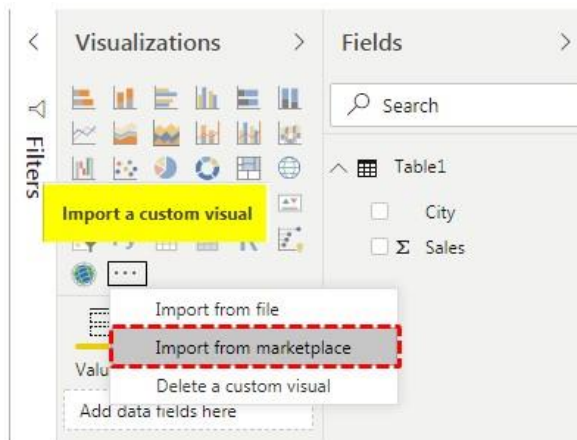 Visualizations
Fields
Filters
Search
Table1
Import a custom visual
City
Σ Sales
Import from file
Import from marketplace
Delete a custom visual
Add data fields here